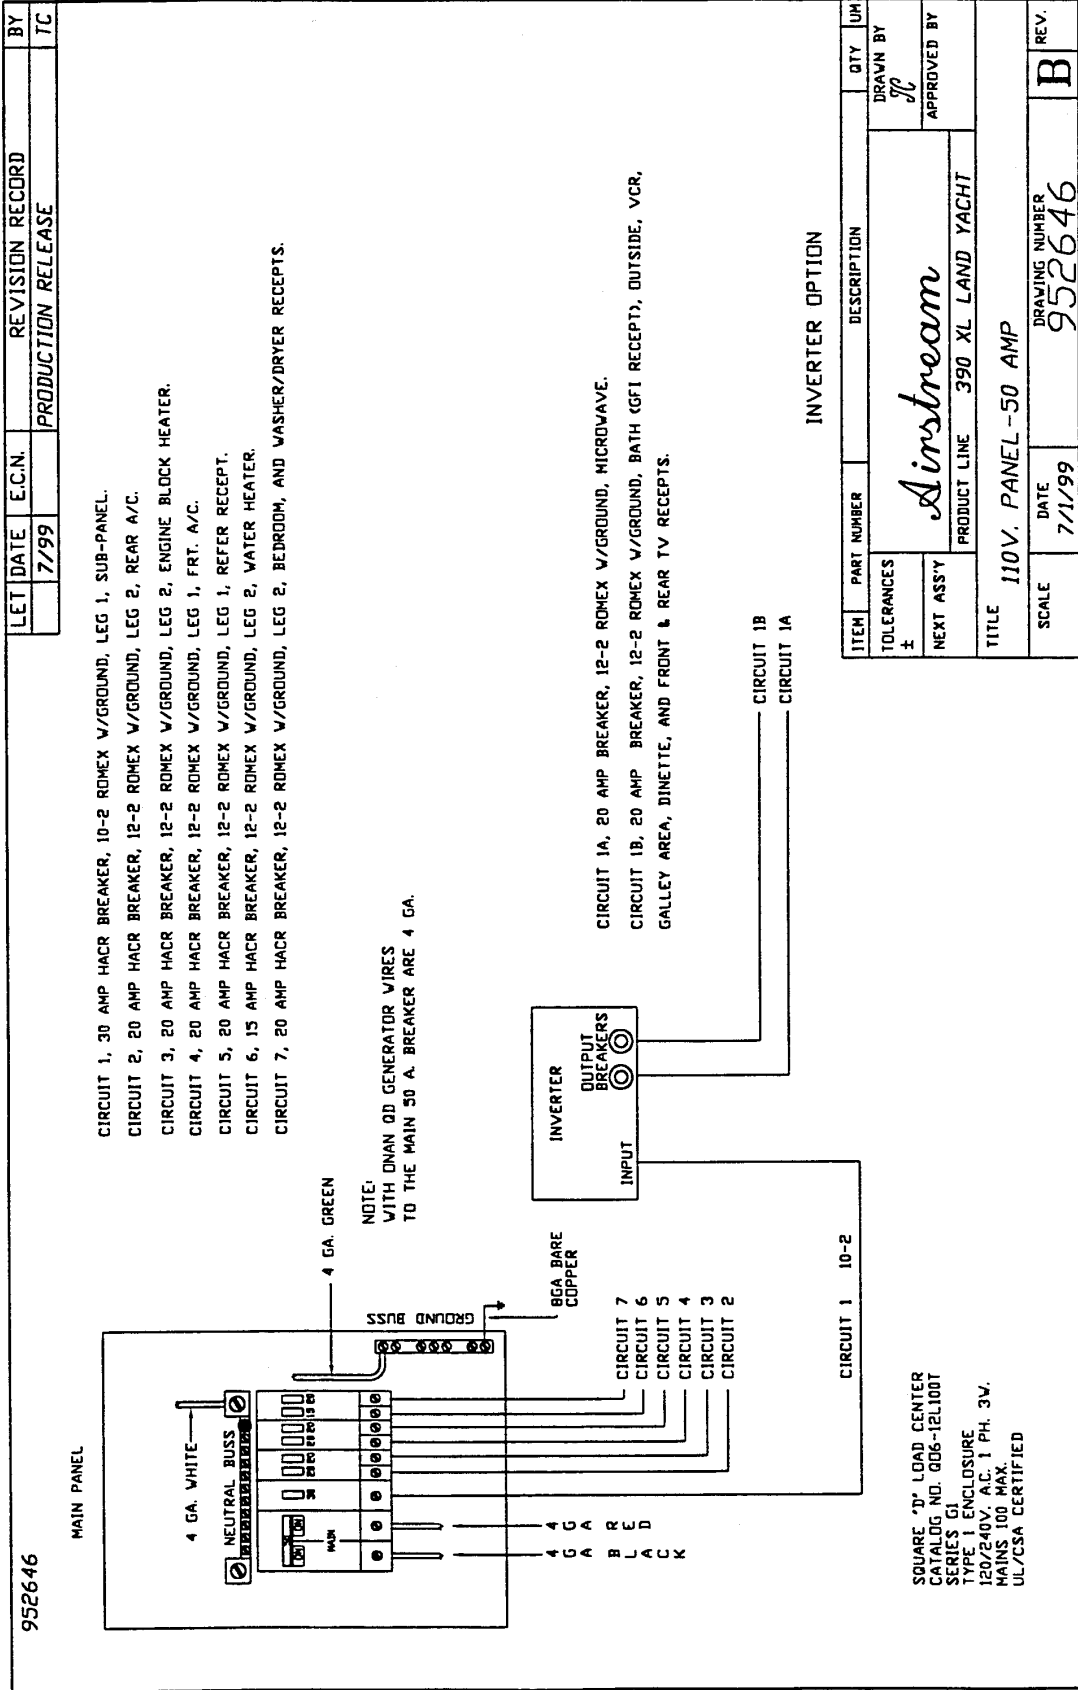 952646
LET DATE E.C.N. REVISION RECORD BY
7/99 PRODUCTION RELEASE TC
MAIN PANEL
4 GA. WHITE
NEUTRAL BUSS
ON ON
50
MAIN
30
20 20
20 20
15 20
4 GA. GREEN
GROUND BUSS
8GA BARE
COPPER
4 GA RED
4 GA BLACK
CIRCUIT 7
CIRCUIT 6
CIRCUIT 5
CIRCUIT 4
CIRCUIT 3
CIRCUIT 2
CIRCUIT 1 10-2
CIRCUIT 1, 30 AMP HACR BREAKER, 10-2 ROMEX W/GROUND, LEG 1, SUB-PANEL.
CIRCUIT 2, 20 AMP HACR BREAKER, 12-2 ROMEX W/GROUND, LEG 2, REAR A/C.
CIRCUIT 3, 20 AMP HACR BREAKER, 12-2 ROMEX W/GROUND, LEG 2, ENGINE BLOCK HEATER.
CIRCUIT 4, 20 AMP HACR BREAKER, 12-2 ROMEX W/GROUND, LEG 1, FRT. A/C.
CIRCUIT 5, 20 AMP HACR BREAKER, 12-2 ROMEX W/GROUND, LEG 1, REFER RECEPT.
CIRCUIT 6, 15 AMP HACR BREAKER, 12-2 ROMEX W/GROUND, LEG 2, WATER HEATER.
CIRCUIT 7, 20 AMP HACR BREAKER, 12-2 ROMEX W/GROUND, LEG 2, BEDROOM, AND WASHER/DRYER RECEPTS.
NOTE:
WITH ONAN QD GENERATOR WIRES
TO THE MAIN 50 A. BREAKER ARE 4 GA.
INVERTER
OUTPUT
BREAKERS
INPUT
CIRCUIT 1A, 20 AMP BREAKER, 12-2 ROMEX W/GROUND, MICROWAVE.
CIRCUIT 1B, 20 AMP BREAKER, 12-2 ROMEX W/GROUND, BATH (GFI RECEPT), OUTSIDE, VCR,
GALLEY AREA, DINETTE, AND FRONT & REAR TV RECEPTS.
CIRCUIT 1B
CIRCUIT 1A
INVERTER OPTION
SQUARE 'D' LOAD CENTER
CATALOG NO. QO6-12L100T
SERIES G1
TYPE 1 ENCLOSURE
120/240V. A.C. 1 PH. 3W.
MAINS 100 MAX.
UL/CSA CERTIFIED
ITEM PART NUMBER DESCRIPTION QTY UM
TOLERANCES
±
NEXT ASS'Y
Airstream
DRAWN BY
APPROVED BY
PRODUCT LINE 390 XL LAND YACHT
TITLE
110V. PANEL-50 AMP
SCALE
DATE
7/1/99
DRAWING NUMBER
952646
B
REV.